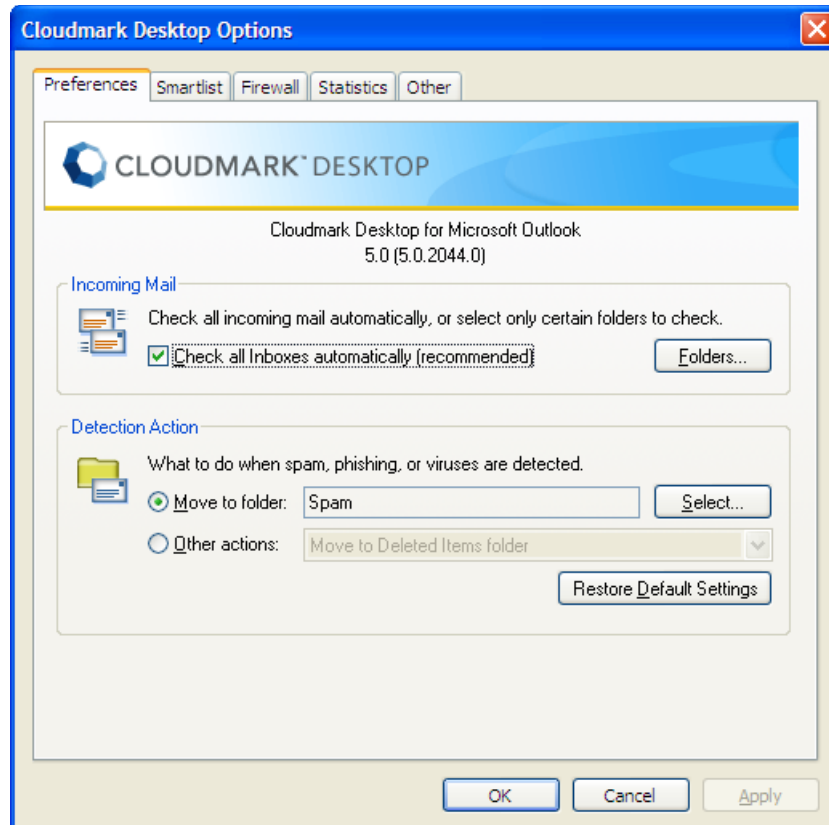 Cloudmark Desktop Options
Preferences Smartlist Firewall Statistics Other
CLOUDMARK™ DESKTOP
Cloudmark Desktop for Microsoft Outlook
5.0 (5.0.2044.0)
Incoming Mail
Check all incoming mail automatically, or select only certain folders to check.
Check all Inboxes automatically (recommended) Folders...
Detection Action
What to do when spam, phishing, or viruses are detected.
Move to folder: Spam Select...
Other actions: Move to Deleted Items folder
Restore Default Settings
OK Cancel Apply